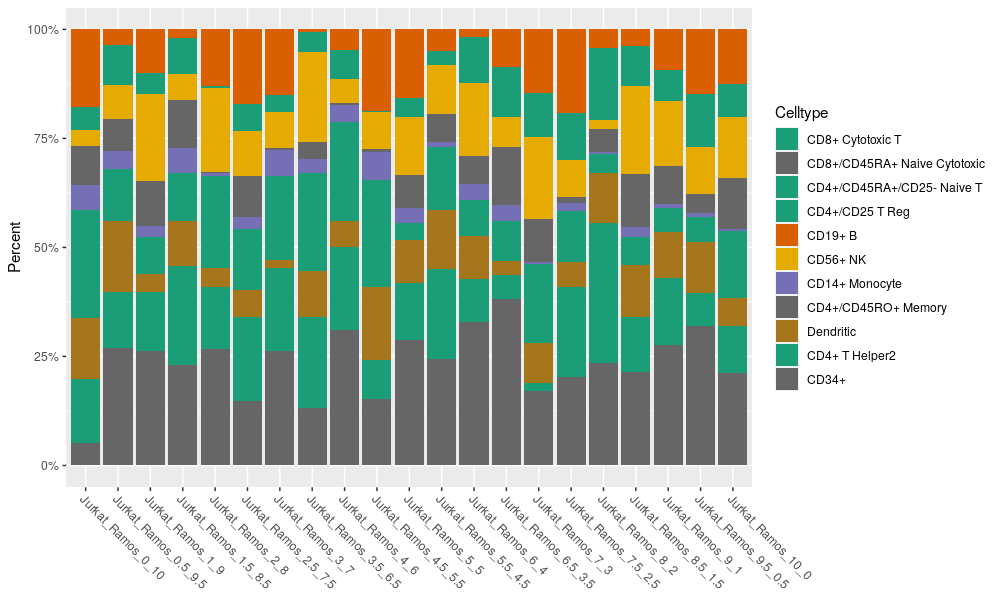 100%
75%
50%
25%
0%
Percent
Jurkat_Ramos_0_10
Jurkat_Ramos_0.5_9.5
Jurkat_Ramos_1_9
Jurkat_Ramos_1.5_8.5
Jurkat_Ramos_2_8
Jurkat_Ramos_2.5_7.5
Jurkat_Ramos_3_7
Jurkat_Ramos_3.5_6.5
Jurkat_Ramos_4_6
Jurkat_Ramos_4.5_5.5
Jurkat_Ramos_5_5
Jurkat_Ramos_5.5_4.5
Jurkat_Ramos_6_4
Jurkat_Ramos_6.5_3.5
Jurkat_Ramos_7_3
Jurkat_Ramos_7.5_2.5
Jurkat_Ramos_8_2
Jurkat_Ramos_8.5_1.5
Jurkat_Ramos_9_1
Jurkat_Ramos_9.5_0.5
Jurkat_Ramos_10_0
Celltype
CD8+ Cytotoxic T
CD8+/CD45RA+ Naive Cytotoxic
CD4+/CD45RA+/CD25- Naive T
CD4+/CD25 T Reg
CD19+ B
CD56+ NK
CD14+ Monocyte
CD4+/CD45RO+ Memory
Dendritic
CD4+ T Helper2
CD34+